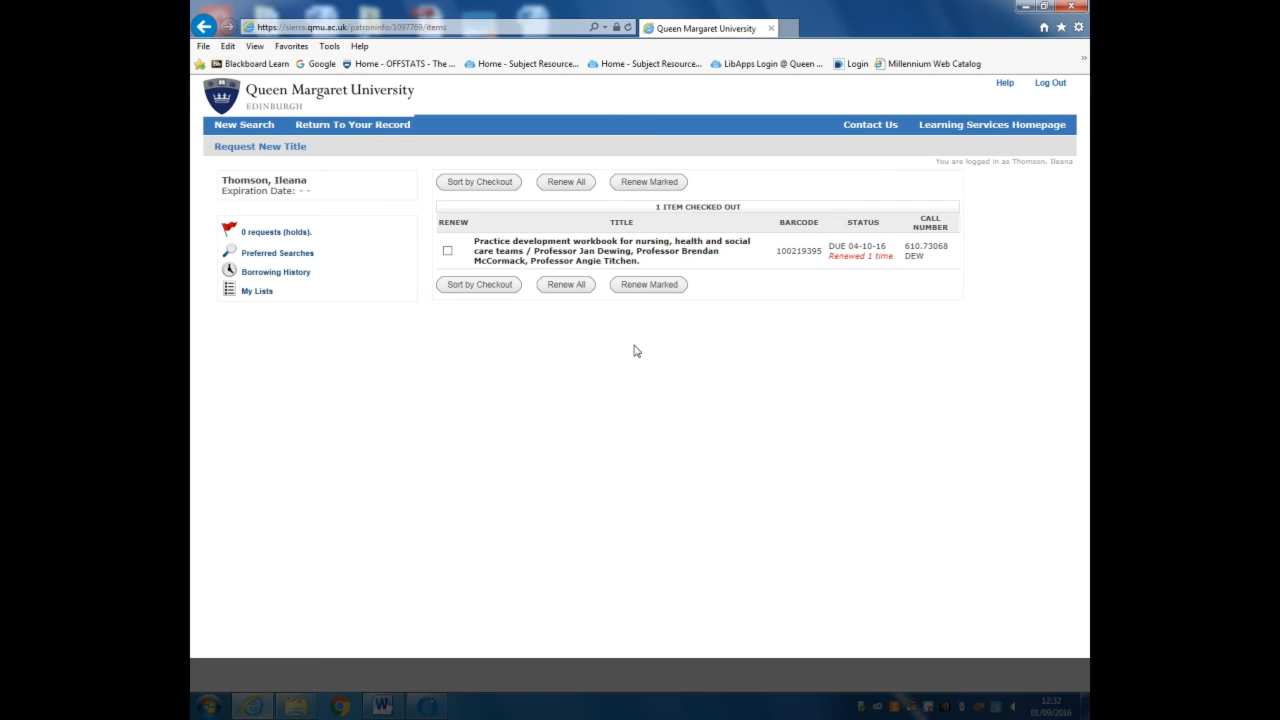 https://sierra.qmu.ac.uk/patroninfo/1097769/items
Queen Margaret University
File Edit View Favorites Tools Help
Blackboard Learn Google Home - OFFSTATS - The ... Home - Subject Resource... Home - Subject Resource... LibApps Login @ Queen ... Login Millennium Web Catalog
Queen Margaret University
EDINBURGH
Help Log Out
New Search Return To Your Record Contact Us Learning Services Homepage
Request New Title
You are logged in as Thomson, Ileana
Thomson, Ileana
Expiration Date: - -
0 requests (holds).
Preferred Searches
Borrowing History
My Lists
Sort by Checkout Renew All Renew Marked
1 ITEM CHECKED OUT
RENEW TITLE BARCODE STATUS CALL NUMBER
Practice development workbook for nursing, health and social
care teams / Professor Jan Dewing, Professor Brendan
McCormack, Professor Angie Titchen.
100219395
DUE 04-10-16
Renewed 1 time
610.73068
DEW
Sort by Checkout Renew All Renew Marked
12:32
01/09/2016